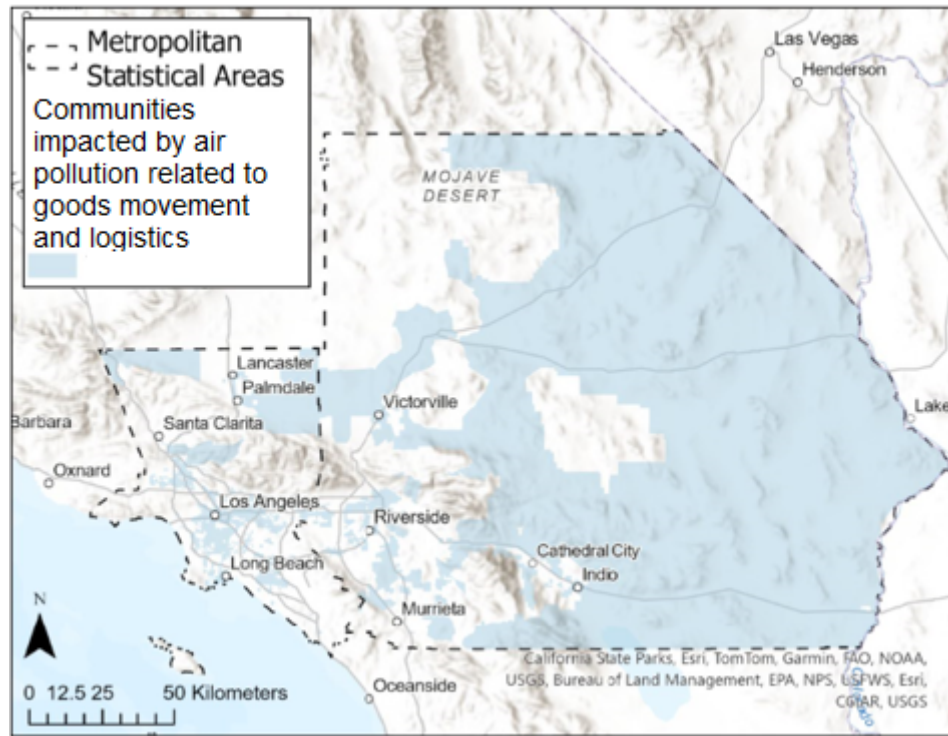 Metropolitan
Statistical Areas
Communities
impacted by air
pollution related to
goods movement
and logistics
Las Vegas
Henderson
MOJAVE
DESERT
Lancaster
Palmdale
Victorville
Santa Clarita
Barbara
Lake
Oxnard
Los Angeles
Riverside
Long Beach
Cathedral City
Indio
Murrieta
N
Oceanside
0 12.5 25 50 Kilometers
California State Parks, Esri, TomTom, Garmin, FAO, NOAA,
USGS, Bureau of Land Management, EPA, NPS, USFWS, Esri,
CGIAR, USGS